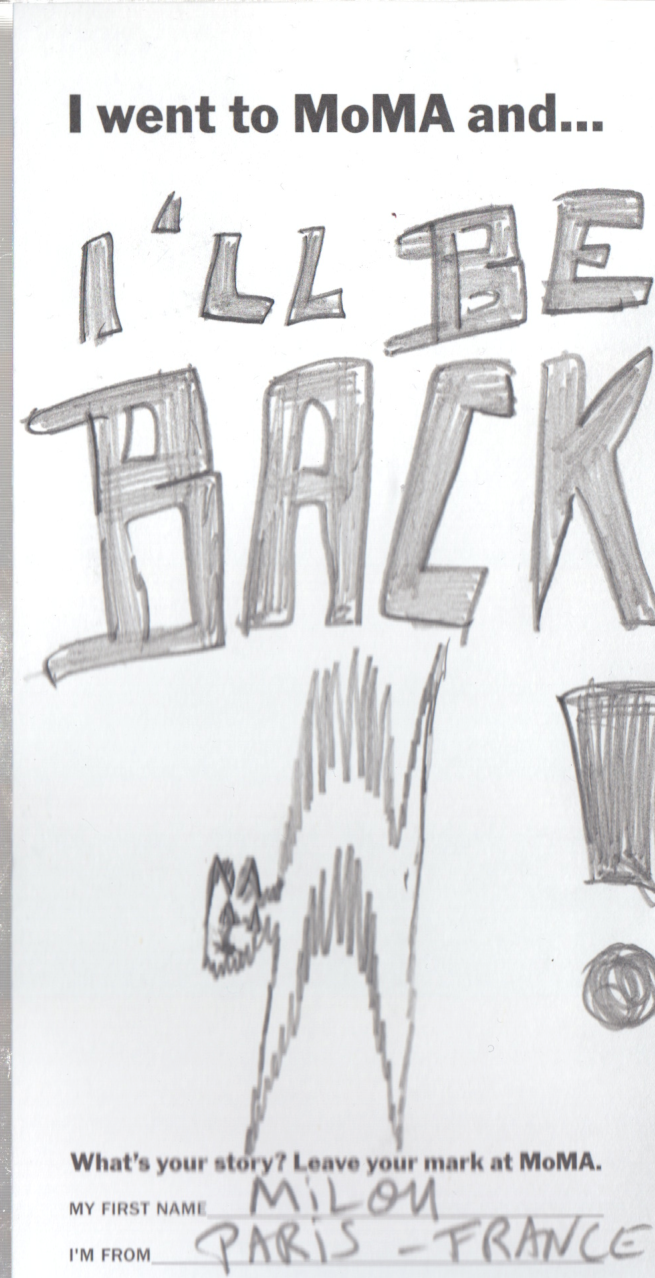 I went to MoMA and...
I'LL BE
BACK
!
What's your story? Leave your mark at MoMA.
MY FIRST NAME MiLOU
I'M FROM PARiS - FRANCE